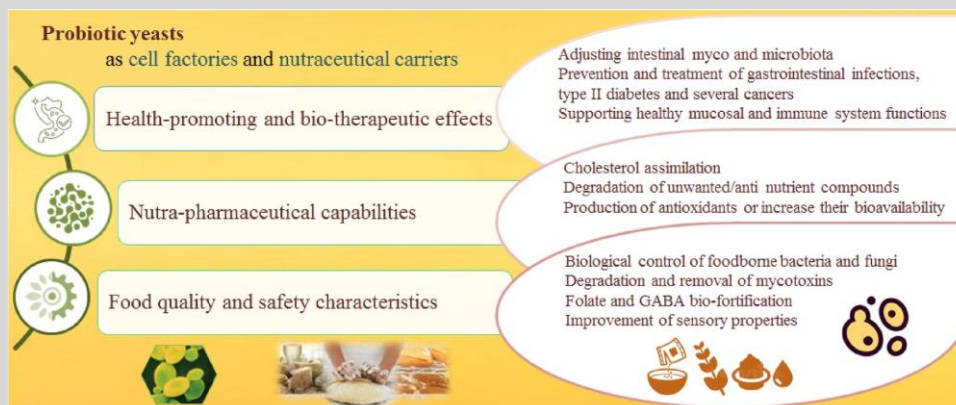 Probiotic yeasts
as cell factories and nutraceutical carriers
Health-promoting and bio-therapeutic effects
Adjusting intestinal myco and microbiota
Prevention and treatment of gastrointestinal infections,
type II diabetes and several cancers
Supporting healthy mucosal and immune system functions
Nutra-pharmaceutical capabilities
Cholesterol assimilation
Degradation of unwanted/anti nutrient compounds
Production of antioxidants or increase their bioavailability
Food quality and safety characteristics
Biological control of foodborne bacteria and fungi
Degradation and removal of mycotoxins
Folate and GABA bio-fortification
Improvement of sensory properties